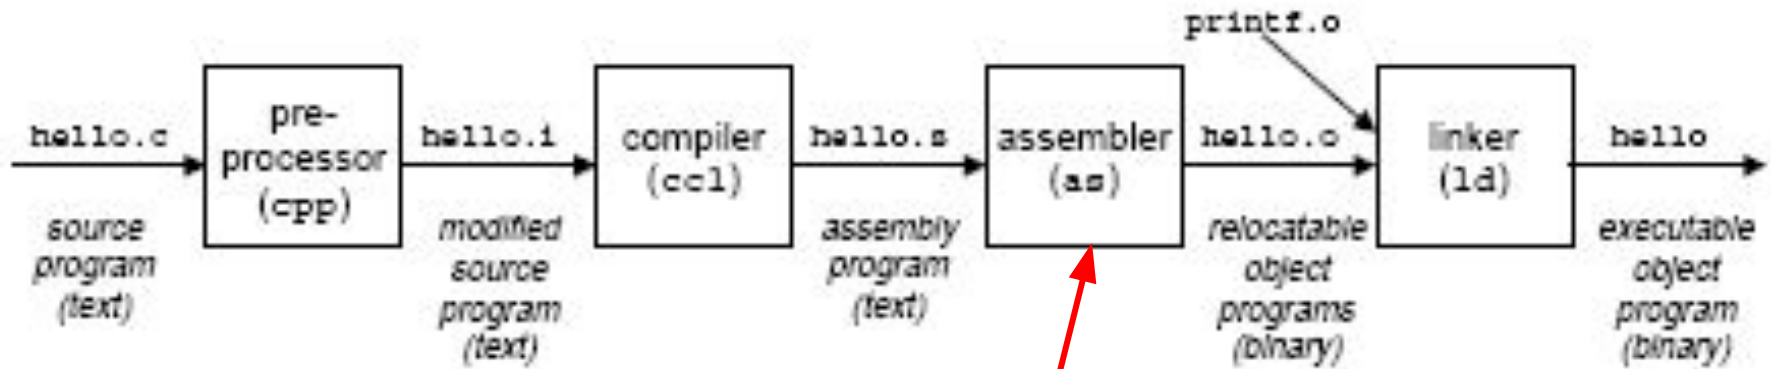 printf.o
hello.c
pre-
processor
(cpp)
hello.i
compiler
(cc1)
hello.s
assembler
(as)
hello.o
linker
(ld)
hello
source
program
(text)
modified
source
program
(text)
assembly
program
(text)
relocatable
object
programs
(binary)
executable
object
program
(binary)